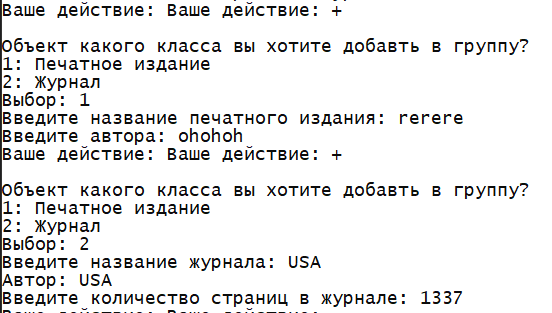 Ваше действие: Ваше действие: +
Объект какого класса вы хотите добавть в группу?
1: Печатное издание
2: Журнал
Выбор: 1
Введите название печатного издания: rerere
Введите автора: ohohoh
Ваше действие: Ваше действие: +
Объект какого класса вы хотите добавть в группу?
1: Печатное издание
2: Журнал
Выбор: 2
Введите название журнала: USA
Автор: USA
Введите количество страниц в журнале: 1337
Ваше действие: Ваше действие: